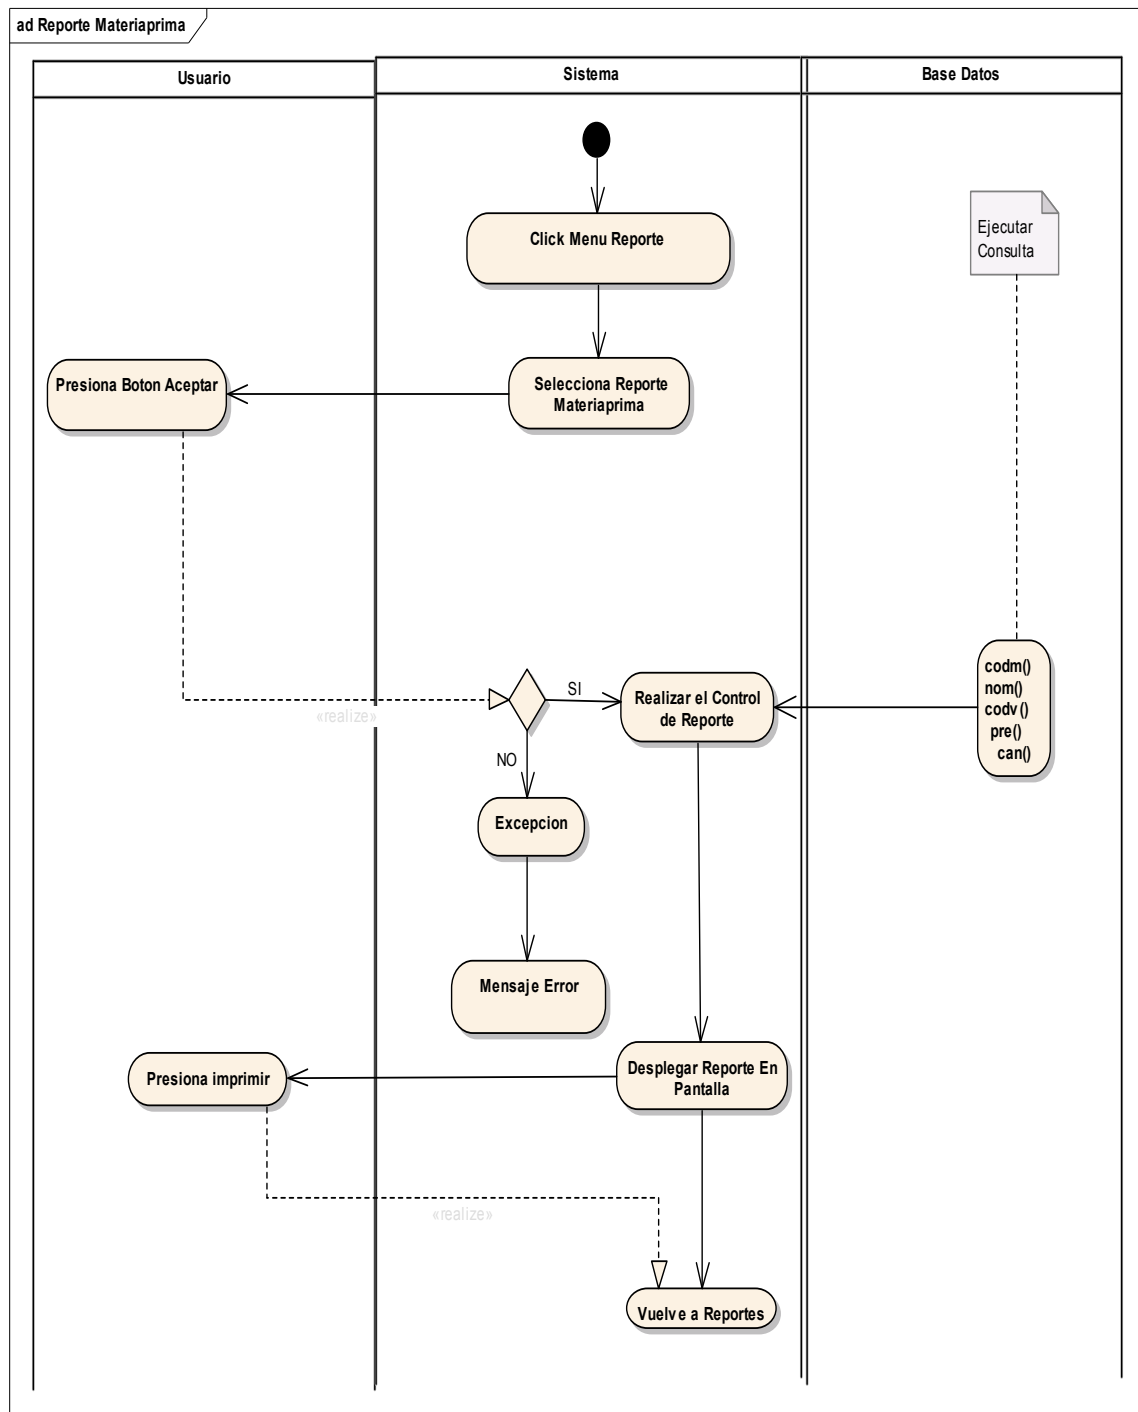 ad Reporte Materiaprima
Usuario
Sistema
Base Datos
Click Menu Reporte
Ejecutar
Consulta
Presiona Boton Aceptar
Selecciona Reporte
Materiaprima
«realize»
SI
NO
Realizar el Control
de Reporte
codm()
nom()
codv()
pre()
can()
Excepcion
Mensaje Error
Presiona imprimir
Desplegar Reporte En
Pantalla
«realize»
Vuelve a Reportes